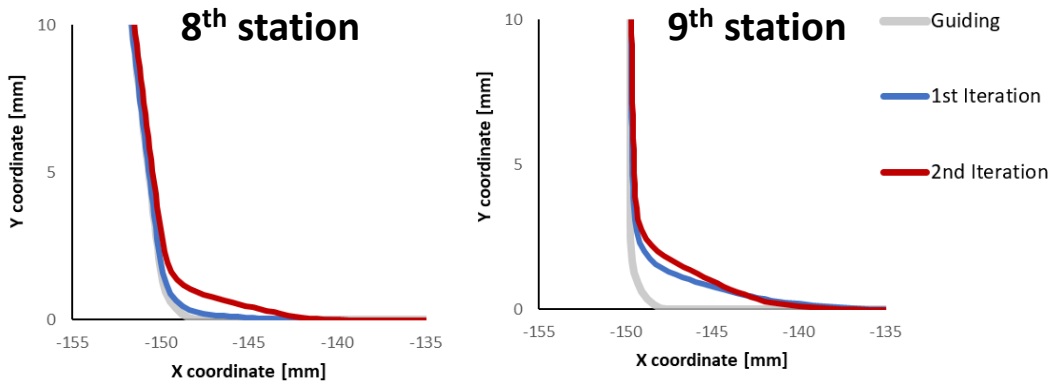 8th station
10
5
0
-155
-150
-145
-140
-135
Y coordinate [mm]
X coordinate [mm]
9th station
10
5
0
-155
-150
-145
-140
-135
Y coordinate [mm]
X coordinate [mm]
Guiding
1st Iteration
2nd Iteration